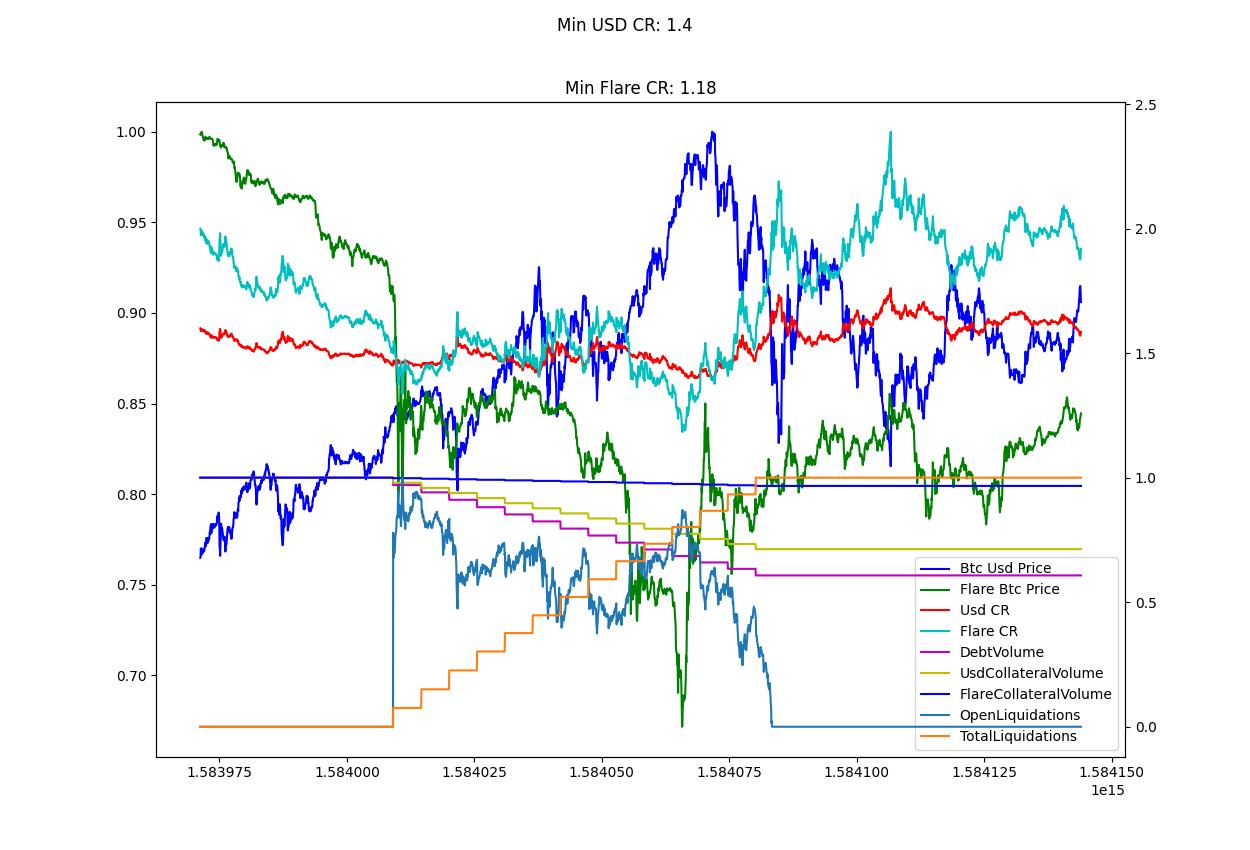 Min USD CR: 1.4
Min Flare CR: 1.18
1.00
0.95
0.90
0.85
0.80
0.75
0.70
2.5
2.0
1.5
1.0
0.5
0.0
Btc Usd Price
Flare Btc Price
Usd CR
Flare CR
DebtVolume
UsdCollateralVolume
FlareCollateralVolume
OpenLiquidations
TotalLiquidations
1.583975 1.584000 1.584025 1.584050 1.584075 1.584100 1.584125 1.584150
1e15